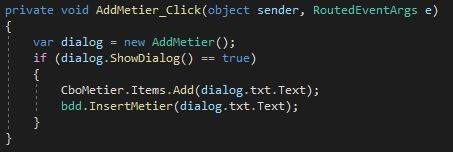 private void AddMetier_Click(object sender, RoutedEventArgs e)
{
var dialog = new AddMetier();
if (dialog.ShowDialog() == true)
{
CboMetier.Items.Add(dialog.txt.Text);
bdd.InsertMetier(dialog.txt.Text);
}
}